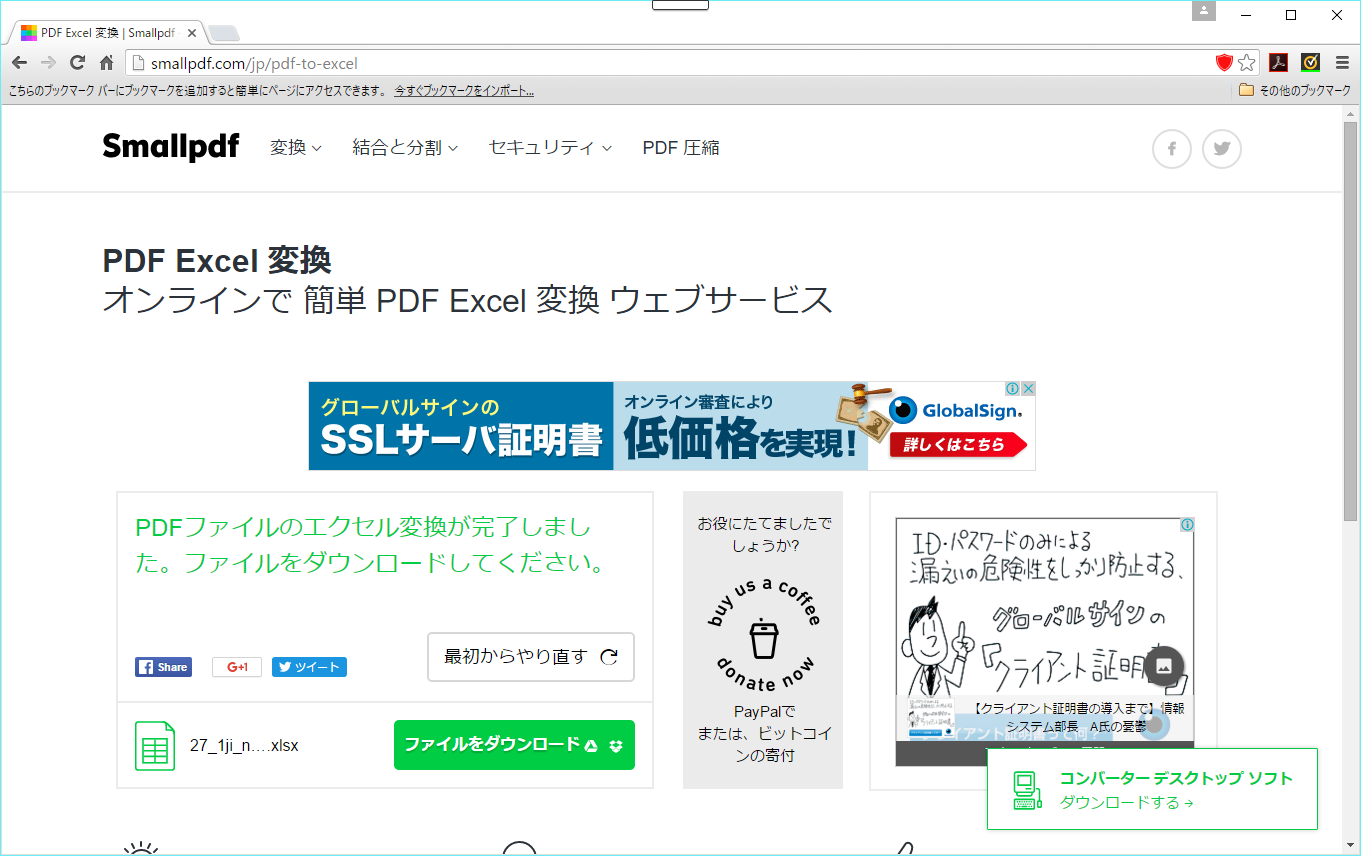 PDF Excel 変換 | Smallpdf
smallpdf.com/jp/pdf-to-excel
こちらのブックマーク バーにブックマークを追加すると簡単にページにアクセスできます。 今すぐブックマークをインポート...
その他のブックマーク
Smallpdf 変換 結合と分割 セキュリティ PDF 圧縮
PDF Excel 変換
オンラインで 簡単 PDF Excel 変換 ウェブサービス
グローバルサインの
SSLサーバ証明書
オンライン審査により
低価格を実現!
GlobalSign.
詳しくはこちら
PDFファイルのエクセル変換が完了しまし
た。ファイルをダウンロードしてください。
Share
G+1
ツイート
最初からやり直す
27_1ji_n....xlsx
ファイルをダウンロード
お役にたてましたで
しょうか?
buy us a coffee
donate now
PayPalで
または、ビットコイ
ンの寄付
ID・パスワードのみによる
漏えいの危険性をしっかり防止する、
グローバルサインの
『クライアント証明
【クライアント証明書の導入まで】情報
システム部長 A氏の憂鬱
コンバーター デスクトップ ソフト
ダウンロードする →